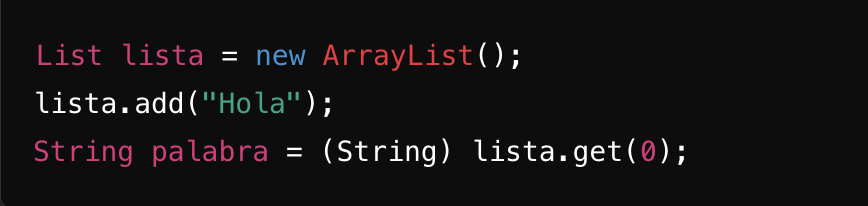 List lista = new ArrayList();
lista.add("Hola");
String palabra = (String) lista.get(0);